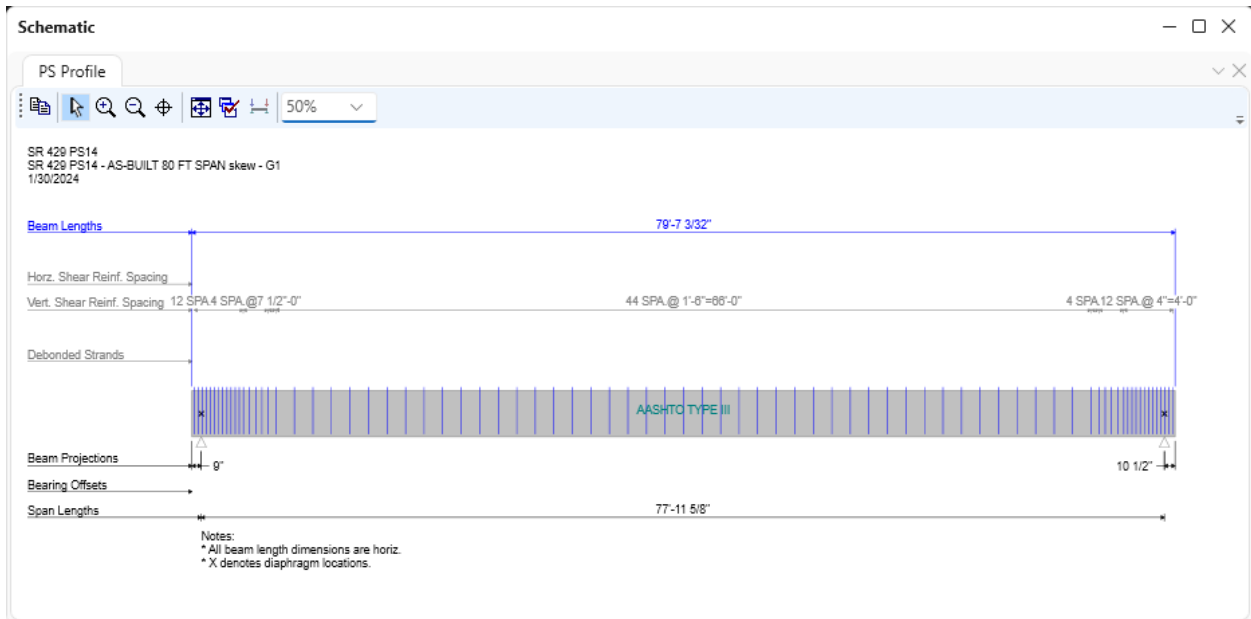 Schematic
PS Profile
50%
SR 429 PS14
SR 429 PS14 - AS-BUILT 80 FT SPAN skew - G1
1/30/2024
Beam Lengths 79'-7 3/32"
Horz. Shear Reinf. Spacing
Vert. Shear Reinf. Spacing 12 SPA.4 SPA.@7 1/2"-0" 44 SPA.@ 1'-6"=66'-0" 4 SPA.12 SPA.@ 4"=4'-0"
Debonded Strands
AASHTO TYPE III
Beam Projections 9" 10 1/2"
Bearing Offsets
Span Lengths 77'-11 5/8"
Notes:
* All beam length dimensions are horiz.
* X denotes diaphragm locations.